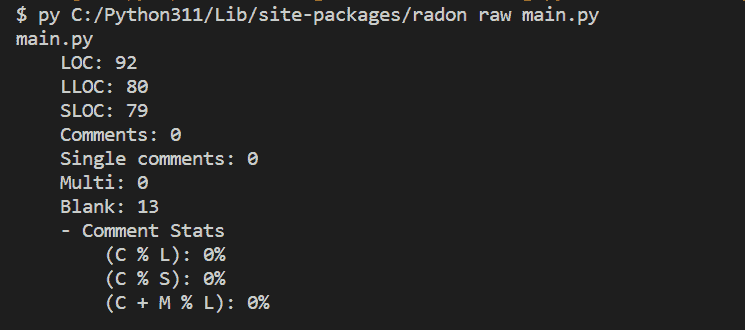 $ py C:/Python311/Lib/site-packages/radon raw main.py
main.py
    LOC: 92
    LLOC: 80
    SLOC: 79
    Comments: 0
    Single comments: 0
    Multi: 0
    Blank: 13
    - Comment Stats
        (C % L): 0%
        (C % S): 0%
        (C + M % L): 0%